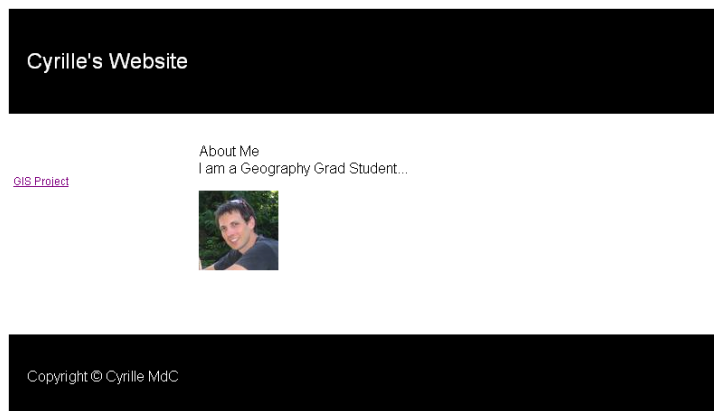 Cyrille's Website
GIS Project
About Me
I am a Geography Grad Student...
Copyright © Cyrille MdC